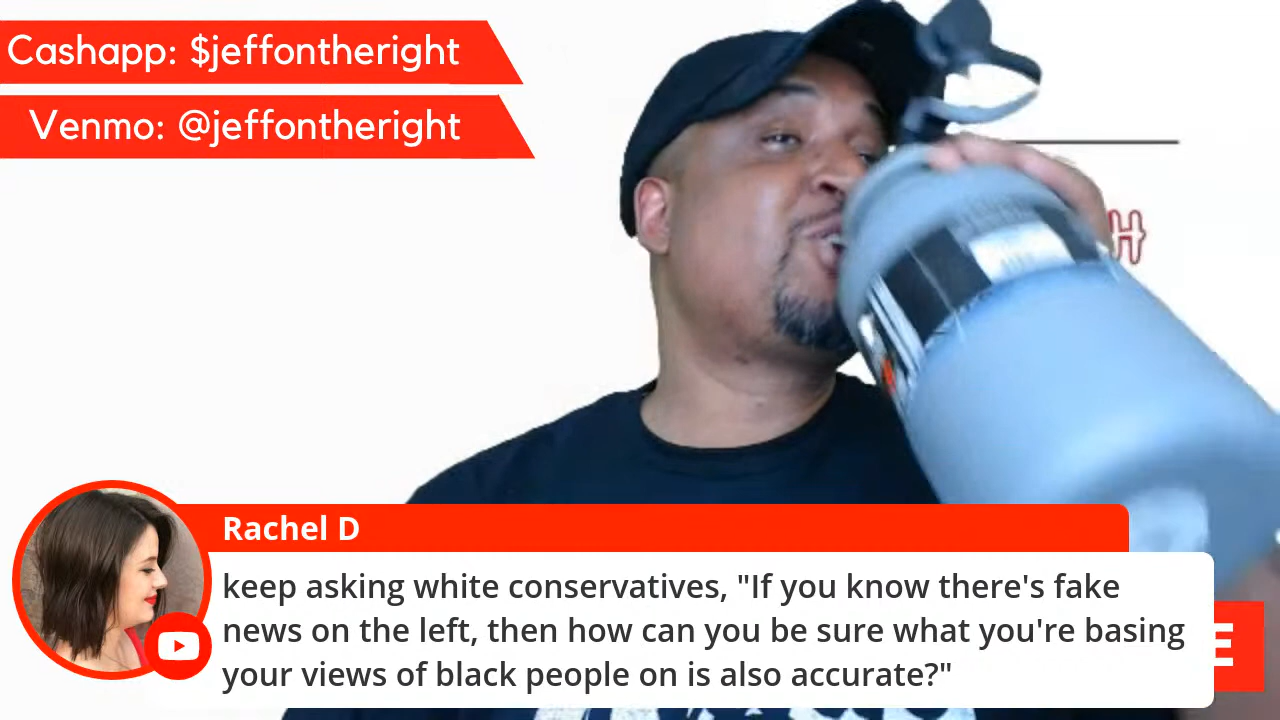 Cashapp: $jeffontheright
Venmo: @jeffontheright
H
Rachel D
keep asking white conservatives, "If you know there's fake
news on the left, then how can you be sure what you're basing
your views of black people on is also accurate?"
E